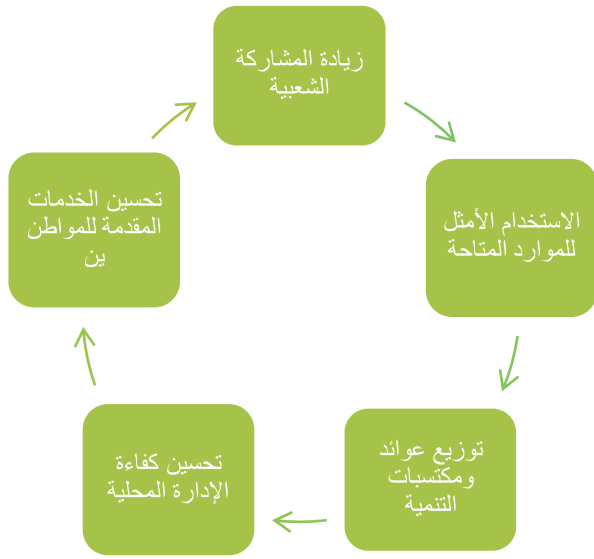 زيادة المشاركة
الشعبية
الاستخدام الأمثل
للموارد المتاحة
توزيع عوائد
ومكتسبات
التنمية
تحسين كفاءة
الإدارة المحلية
تحسين الخدمات
المقدمة للمواطن
ين